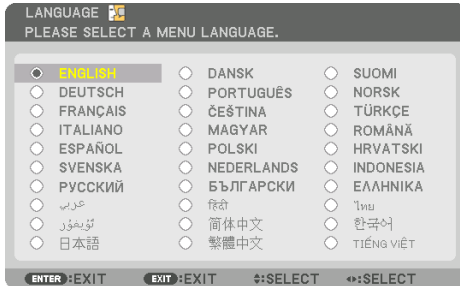 LANGUAGE
PLEASE SELECT A MENU LANGUAGE.
ENGLISH DANSK SUOMI
DEUTSCH PORTUGUÊS NORSK
FRANÇAIS ČEŠTINA TÜRKÇE
ITALIANO MAGYAR ROMÂNĂ
ESPAÑOL POLSKI HRVATSKI
SVENSKA NEDERLANDS INDONESIA
РУССКИЙ БЪЛГАРСКИ ΕΛΛΗΝΙΚΑ
عربي हिंदी ไทย
ئۇيغۇر 简体中文 한국어
日本語 繁體中文 TIẾNG VIỆT
ENTER:EXIT EXIT:EXIT :SELECT :SELECT